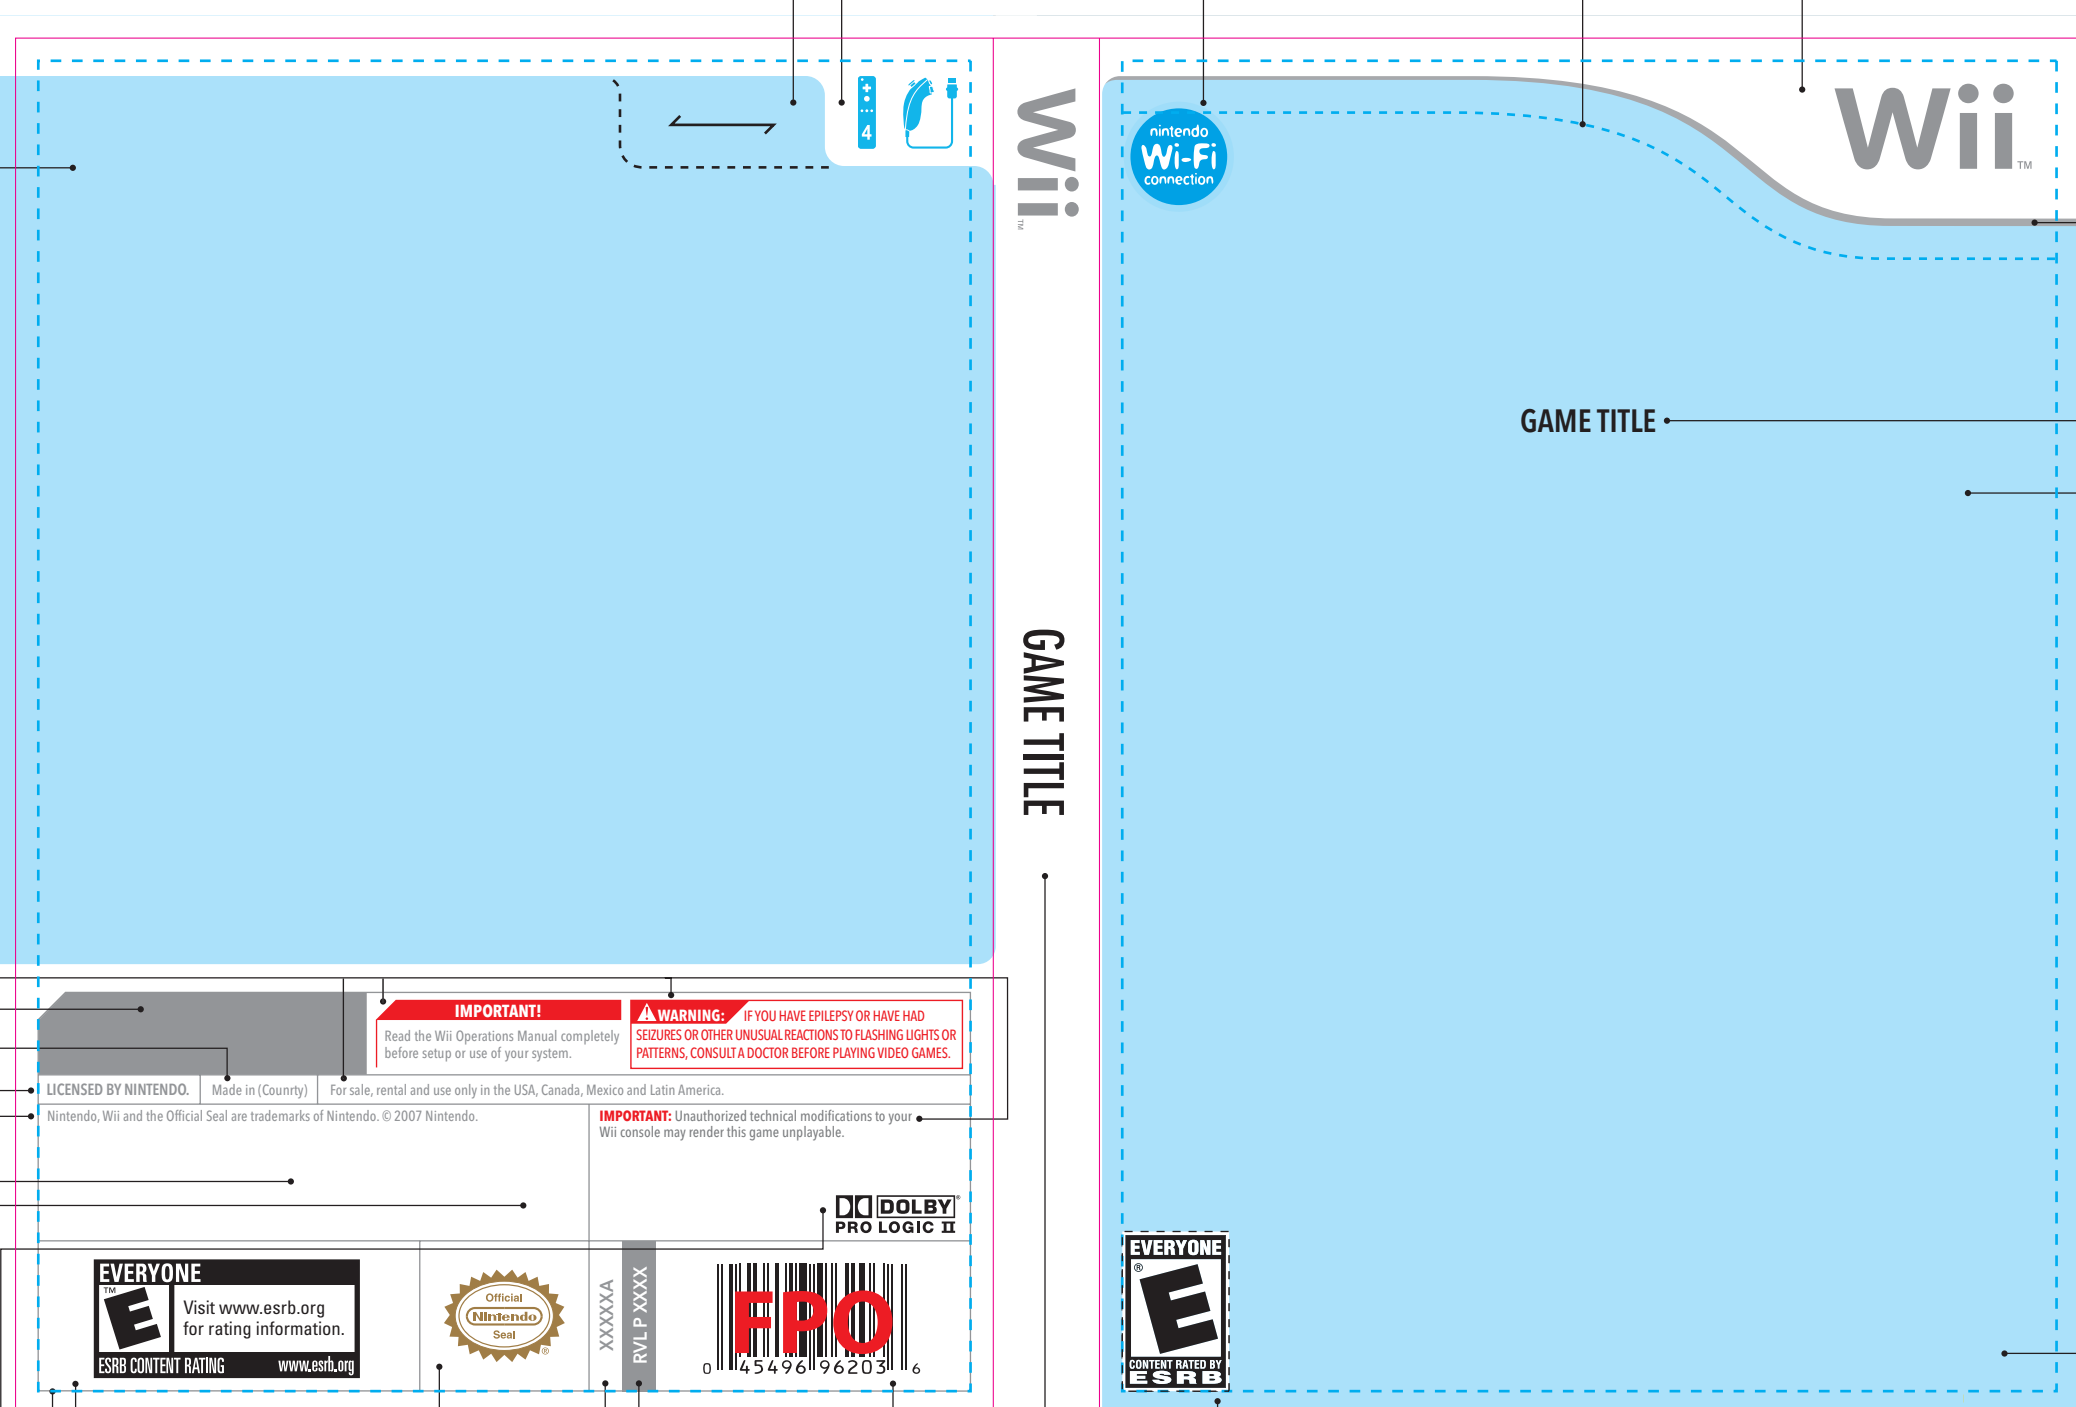 4
Wii
TM
GAME TITLE
nintendo
Wi-Fi
connection
Wii
TM
GAME TITLE
IMPORTANT!
Read the Wii Operations Manual completely
before setup or use of your system.
WARNING: IF YOU HAVE EPILEPSY OR HAVE HAD
SEIZURES OR OTHER UNUSUAL REACTIONS TO FLASHING LIGHTS OR
PATTERNS, CONSULT A DOCTOR BEFORE PLAYING VIDEO GAMES.
LICENSED BY NINTENDO.
Made in (Counrty)
For sale, rental and use only in the USA, Canada, Mexico and Latin America.
Nintendo, Wii and the Official Seal are trademarks of Nintendo. © 2007 Nintendo.
IMPORTANT: Unauthorized technical modifications to your
Wii console may render this game unplayable.
DOLBY®
PRO LOGIC II
EVERYONE
TM
E
Visit www.esrb.org
for rating information.
ESRB CONTENT RATING www.esrb.org
Official
Nintendo
Seal
®
XXXXXA
RVL P XXXX
FPO
0 45496 96203 6
EVERYONE
®
E
CONTENT RATED BY
ESRB